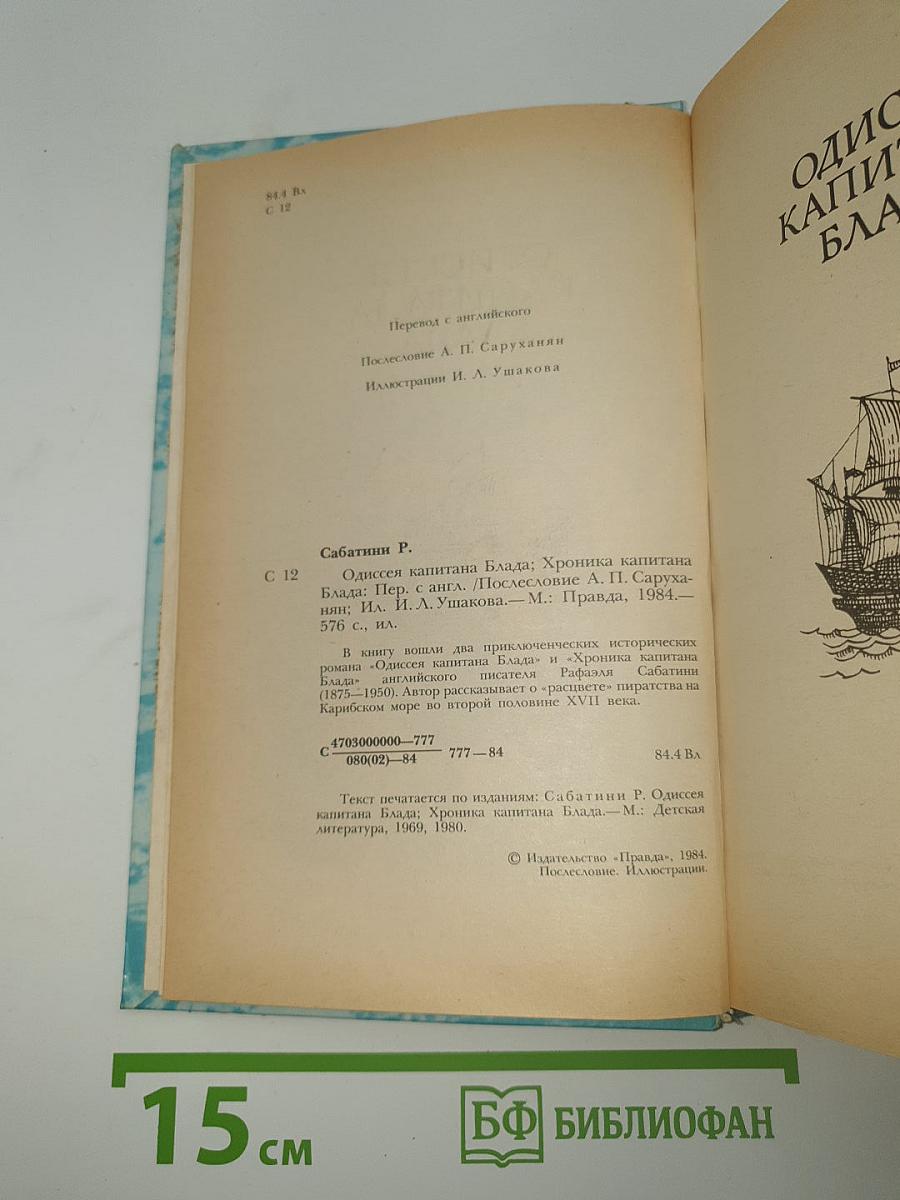 84.4 Вл
С 12
Перевод с английского
Послесловие А. П. Саруханян
Иллюстрации И. Л. Ушакова
Сабатини Р.
С 12 Одиссея капитана Блада; Хроника капитана
Блада: Пер. с англ. /Послесловие А. П. Саруха-
нян; Ил. И. Л. Ушакова.— М.: Правда, 1984.—
576 с., ил.
В книгу вошли два приключенческих исторических
романа «Одиссея капитана Блада» и «Хроника капитана
Блада» английского писателя Рафаэля Сабатини
(1875—1950). Автор рассказывает о «расцвете» пиратства на
Карибском море во второй половине XVII века.
С 4703000000—777
080(02)—84 777—84 84.4 Вл
Текст печатается по изданиям: Сабатини Р. Одиссея
капитана Блада; Хроника капитана Блада.— М.: Детская
литература, 1969, 1980.
© Издательство «Правда», 1984.
Послесловие. Иллюстрации.
ОДИС
КАПИТ
БЛА
15 см
БФ БИБЛИОФАН